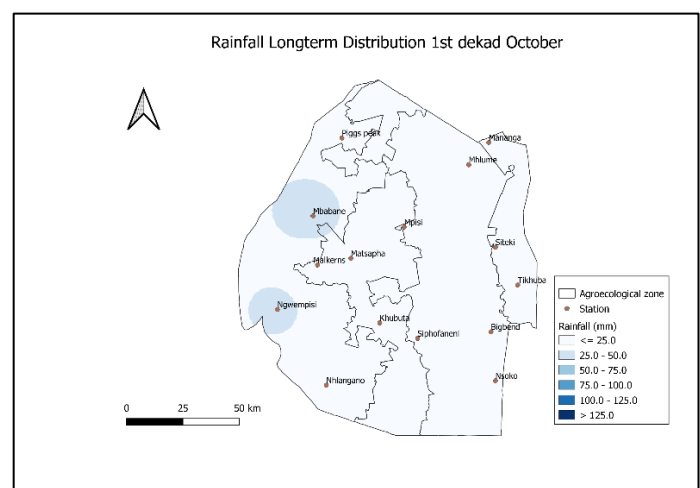 Rainfall Longterm Distribution 1st dekad October
Piggs peak
Mananga
Mhlume
Mbabane
Mpisi
Siteki
Matsapha
Malkerns
Tikhuba
Ngwempisi
Khubuta
Siphofaneni
Bigbend
Nhlangano
Nsoko
0 25 50 km
Agroecological zone
Station
Rainfall (mm)
<= 25.0
25.0 - 50.0
50.0 - 75.0
75.0 - 100.0
100.0 - 125.0
> 125.0